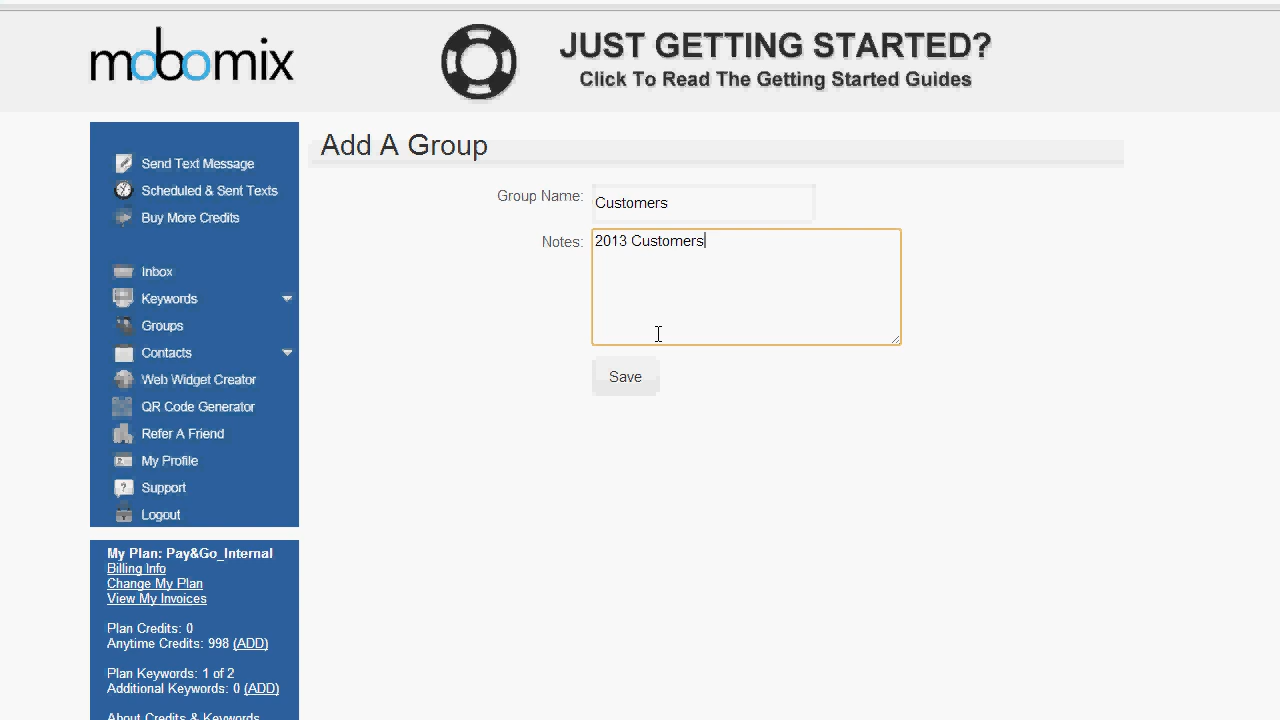 mobomix
JUST GETTING STARTED?
Click To Read The Getting Started Guides
Send Text Message
Scheduled & Sent Texts
Buy More Credits
Inbox
Keywords
Groups
Contacts
Web Widget Creator
QR Code Generator
Refer A Friend
My Profile
Support
Logout
My Plan: Pay&Go_Internal
Billing Info
Change My Plan
View My Invoices
Plan Credits: 0
Anytime Credits: 998 (ADD)
Plan Keywords: 1 of 2
Additional Keywords: 0 (ADD)
About Credits & Keywords
Add A Group
Group Name: Customers
Notes: 2013 Customers
Save